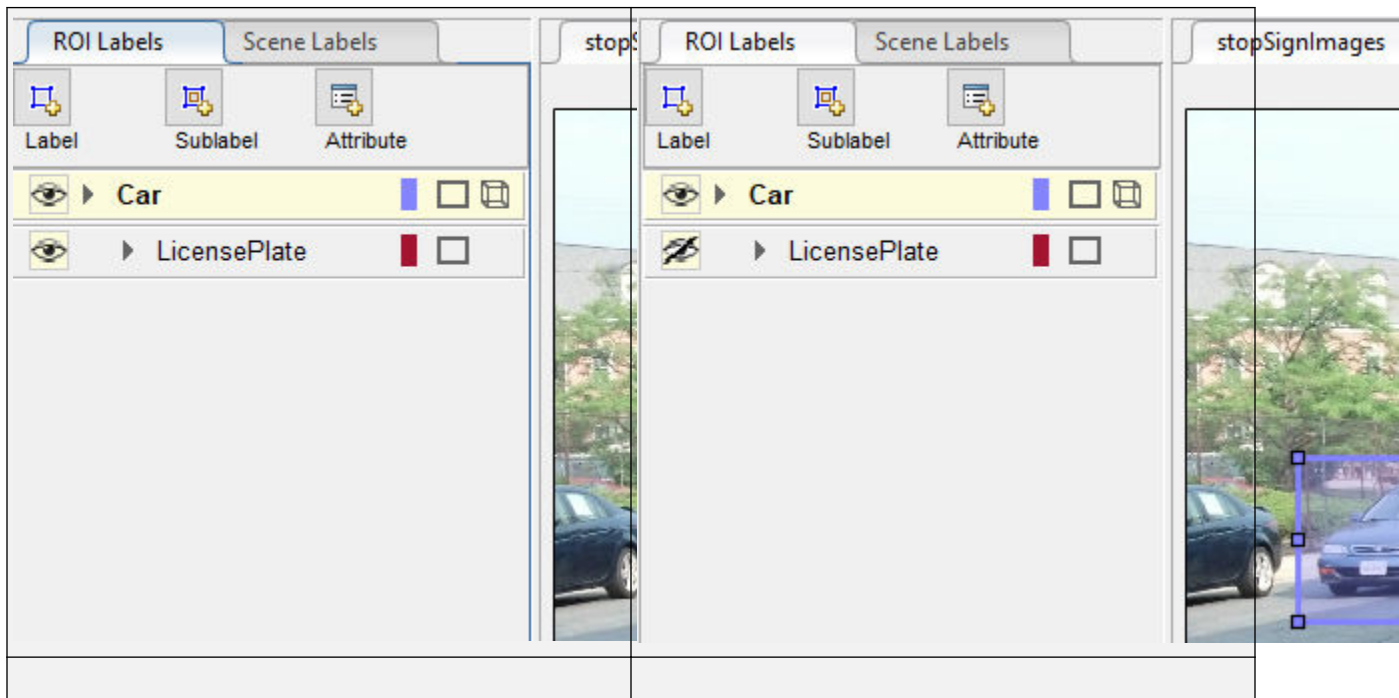 ROI Labels Scene Labels
Label Sublabel Attribute
Car
LicensePlate
ROI Labels Scene Labels stopSignImages
Label Sublabel Attribute
Car
LicensePlate